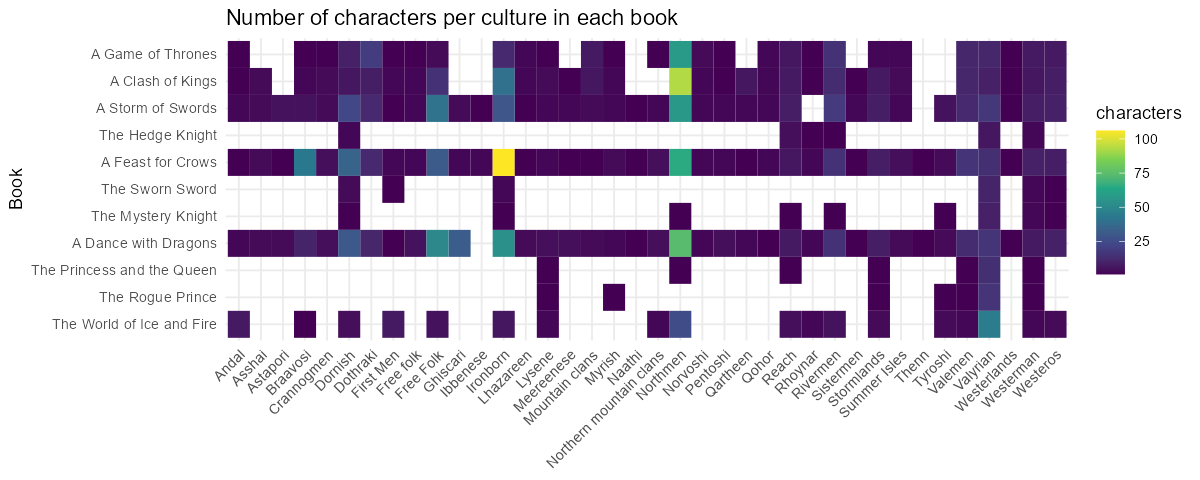 Number of characters per culture in each book
Book
A Game of Thrones
A Clash of Kings
A Storm of Swords
The Hedge Knight
A Feast for Crows
The Sworn Sword
The Mystery Knight
A Dance with Dragons
The Princess and the Queen
The Rogue Prince
The World of Ice and Fire
Andal
Asshai
Astapori
Braavosi
Crannogmen
Dornish
Dothraki
First Men
Free folk
Free Folk
Ghiscari
Ibbenese
Ironborn
Lhazareen
Lysene
Meereenese
Mountain clans
Myrish
Naathi
Northern mountain clans
Northmen
Norvoshi
Pentoshi
Qartheen
Qohor
Reach
Rhoynar
Rivermen
Sistermen
Stormlands
Summer Isles
Thenn
Tyroshi
Valemen
Valyrian
Westerlands
Westerman
Westeros
characters
100
75
50
25